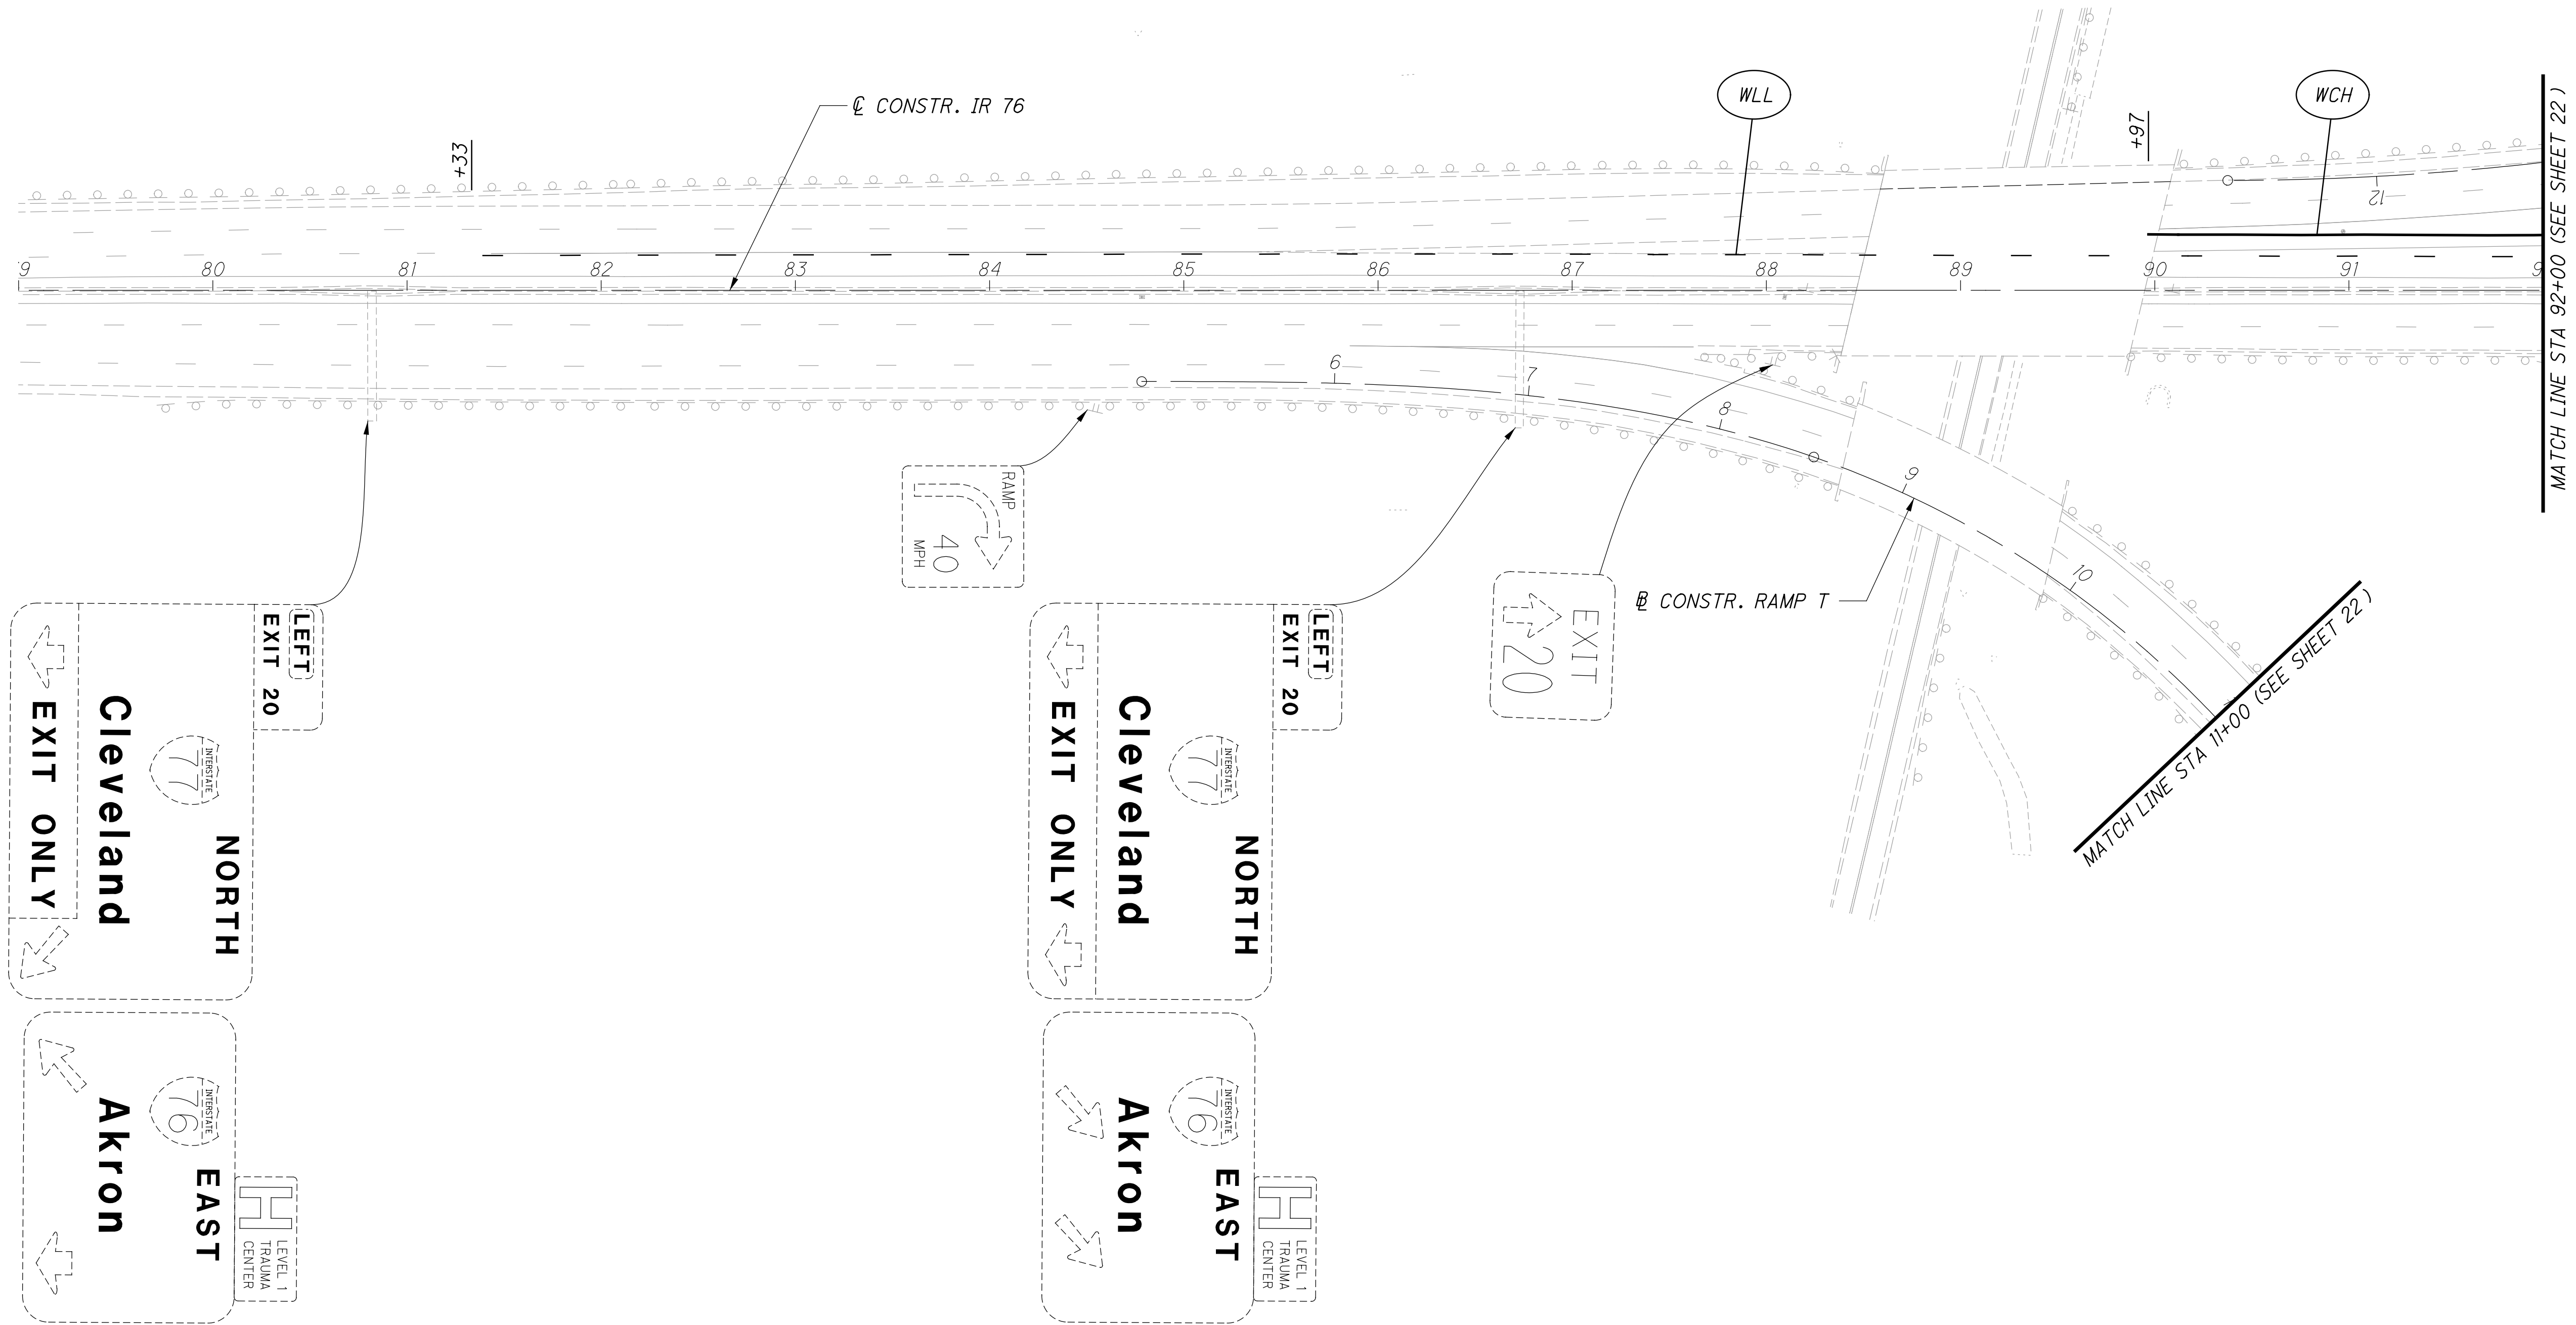 ℄ CONSTR. IR 76
WLL
WCH
+33
+97
12
9 80 81 82 83 84 85 86 87 88 89 90 91 9
MATCH LINE STA 92+00 (SEE SHEET 22)
6 7 8 9 10
RAMP
40
MPH
EXIT
20
℄ CONSTR. RAMP T
MATCH LINE STA 11+00 (SEE SHEET 22)
LEFT
EXIT 20
NORTH
INTERSTATE
77
Cleveland
EXIT ONLY
LEVEL 1
TRAUMA
CENTER
H
EAST
INTERSTATE
76
Akron
LEFT
EXIT 20
NORTH
INTERSTATE
77
Cleveland
EXIT ONLY
LEVEL 1
TRAUMA
CENTER
H
EAST
INTERSTATE
76
Akron